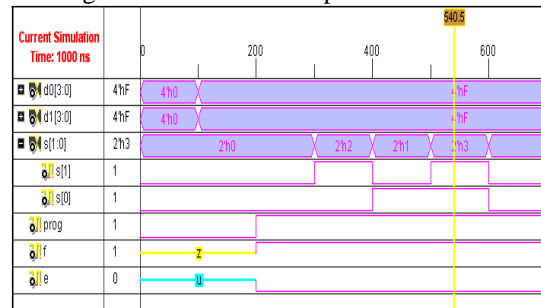 540.5
Current Simulation
Time: 1000 ns
0 200 400 600
d0[3:0] 4'hF 4'h0 4'hF
d1[3:0] 4'hF 4'h0 4'hF
s[1:0] 2'h3 2'h0 2'h2 2'h1 2'h3
s[1] 1
s[0] 1
prog 1
f 1 z
e 0 U